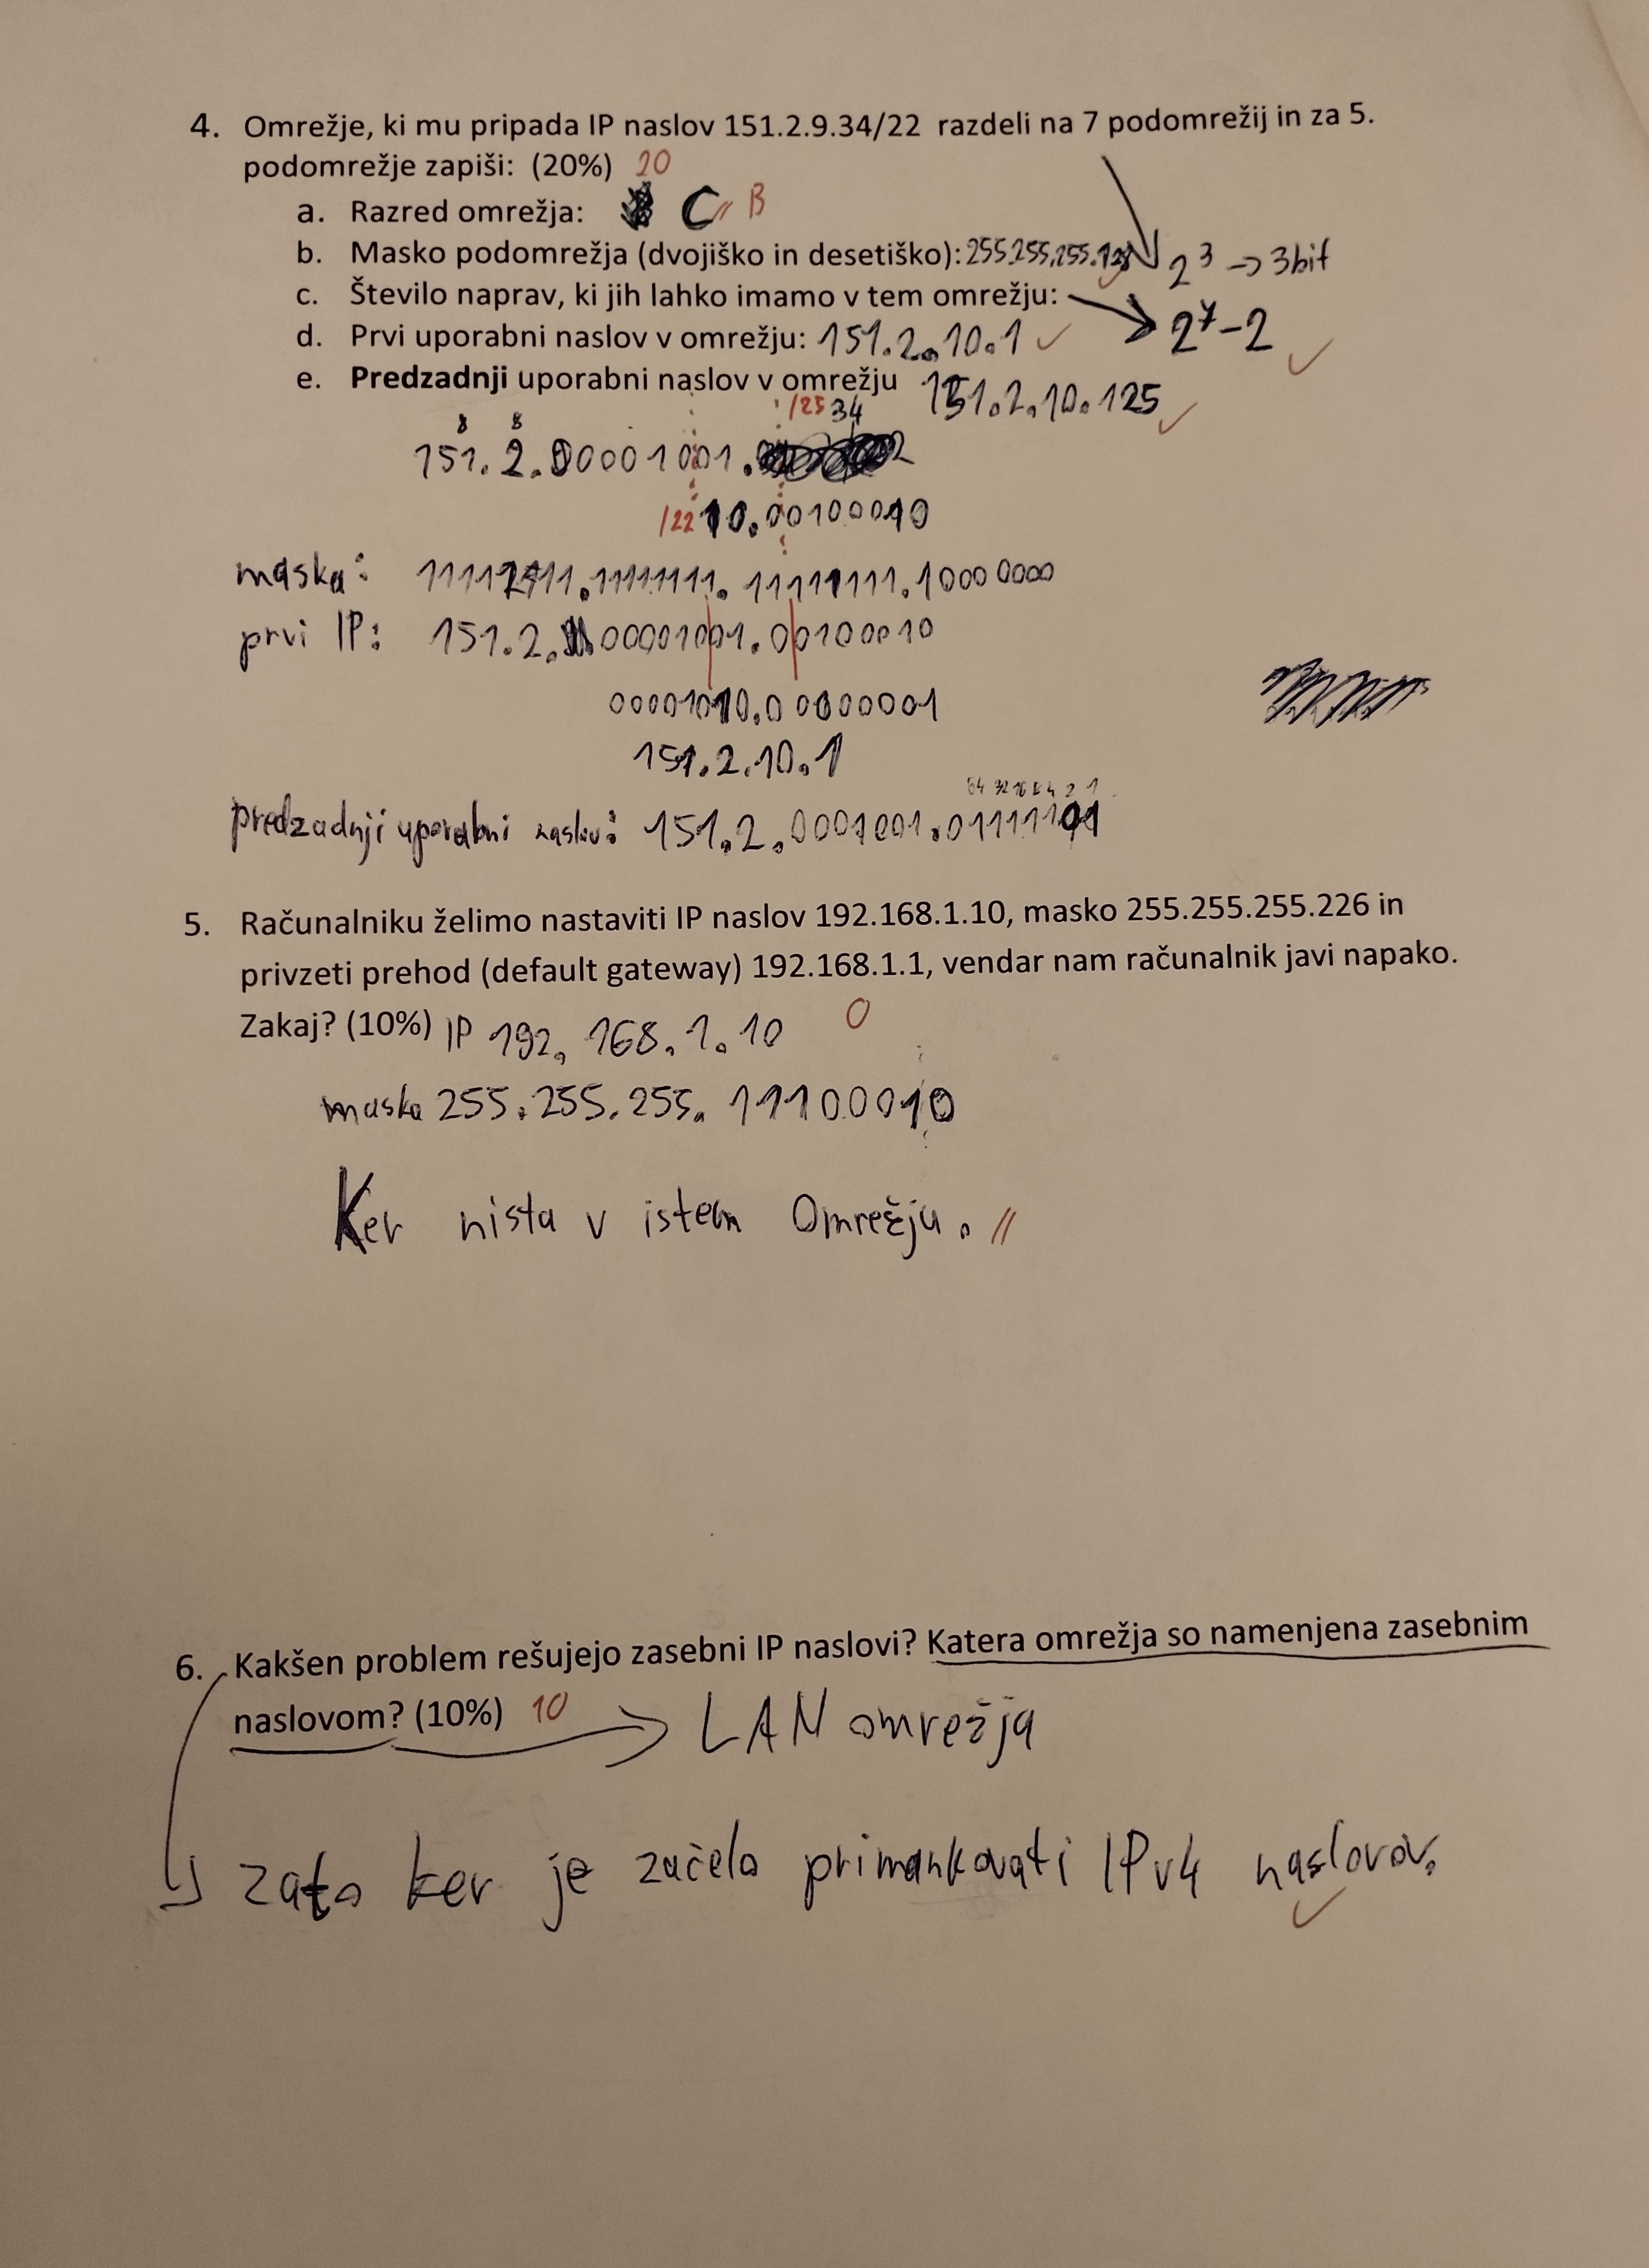 4. Omrežje, ki mu pripada IP naslov 151.2.9.34/22 razdeli na 7 podomrežij in za 5.
podomrežje zapiši: (20%) 20
a. Razred omrežja: C // B
b. Masko podomrežja (dvojiško in desetiško): 255.255.255.128 2³ → 3bit
c. Število naprav, ki jih lahko imamo v tem omrežju: → 2⁷-2 ✓
d. Prvi uporabni naslov v omrežju: 151.2.10.1 ✓
e. Predzadnji uporabni naslov v omrežju 151.2.10.125 ✓
/25 34
8 8
151.2.00001001.
/22 10.00100010
maska: 11111111.11111111.11111111.10000000
prvi IP: 151.2.00001001.00100010
00001010.00000001
151.2.10.1
64 32 16 8 4 2 1
predzadnji uporabni naslov: 151.2.0001001.01111101
5. Računalniku želimo nastaviti IP naslov 192.168.1.10, masko 255.255.255.226 in
privzeti prehod (default gateway) 192.168.1.1, vendar nam računalnik javi napako.
Zakaj? (10%) IP 192.168.1.10 0
maska 255.255.255.11100010
Ker nista v istem Omrežju. //
6. Kakšen problem rešujejo zasebni IP naslovi? Katera omrežja so namenjena zasebnim
naslovom? (10%) 10 → LAN omrežja
↳ zato ker je začelo primankovati IPv4 naslovov. ✓